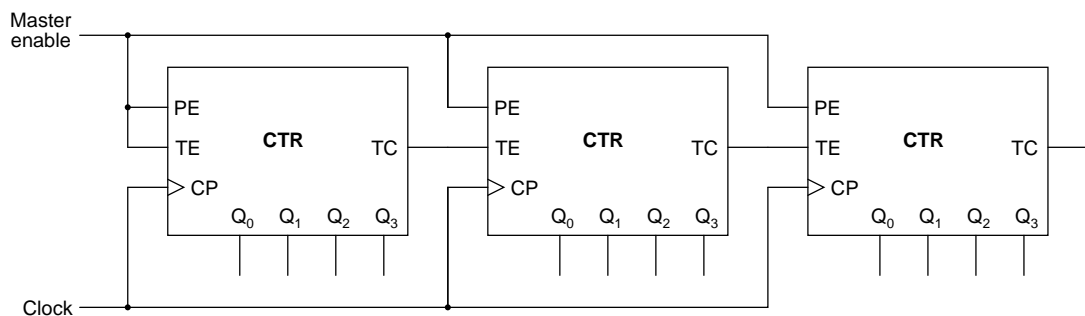 Master
enable
PE
TE
CTR
TC
CP
Q0 Q1 Q2 Q3
PE
TE
CTR
TC
CP
Q0 Q1 Q2 Q3
PE
TE
CTR
TC
CP
Q0 Q1 Q2 Q3
Clock